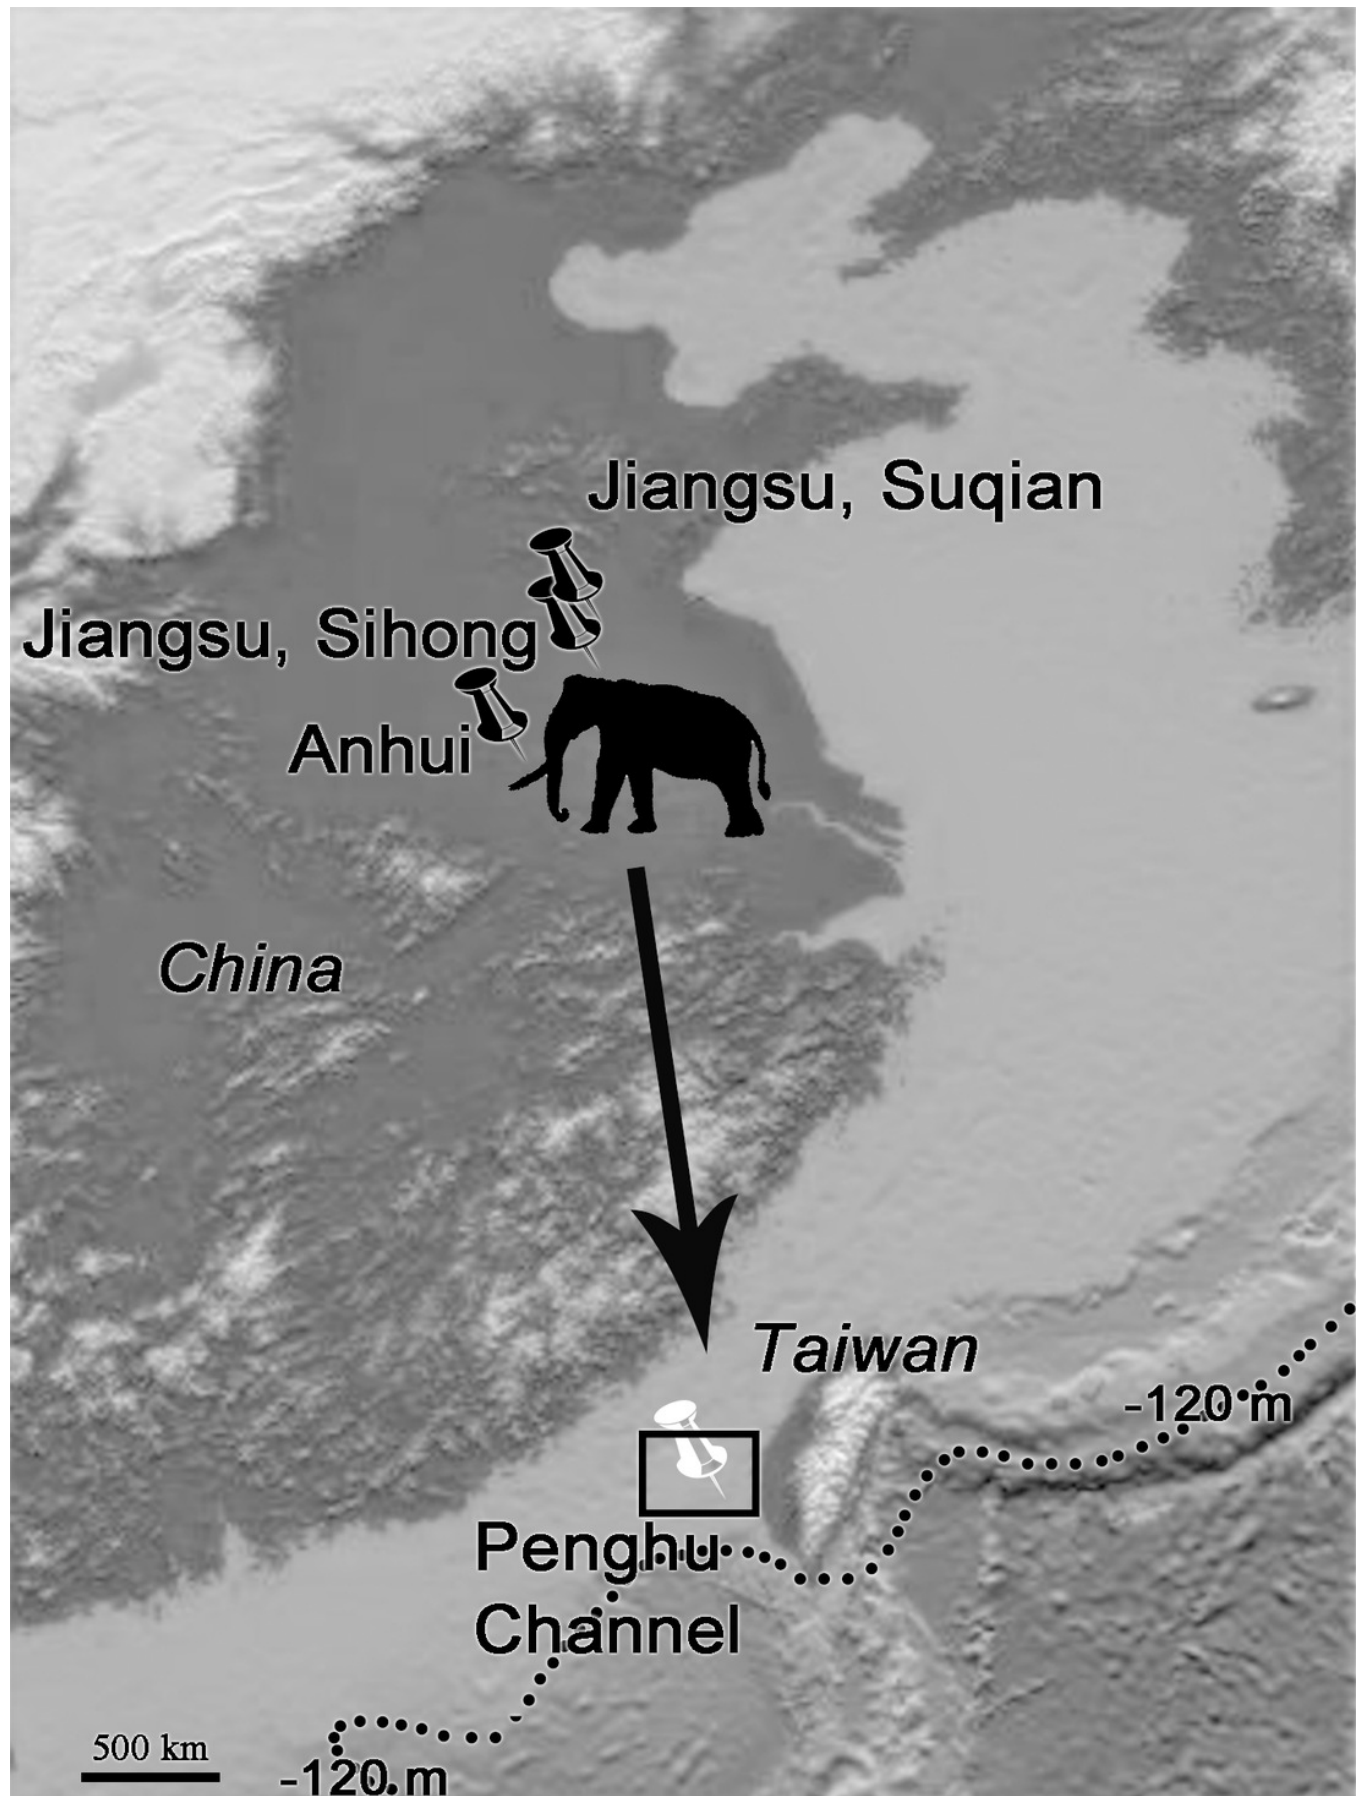 Jiangsu, Suqian
Jiangsu, Sihong
Anhui
China
Taiwan
-120 m
Penghu
Channel
500 km
-120 m